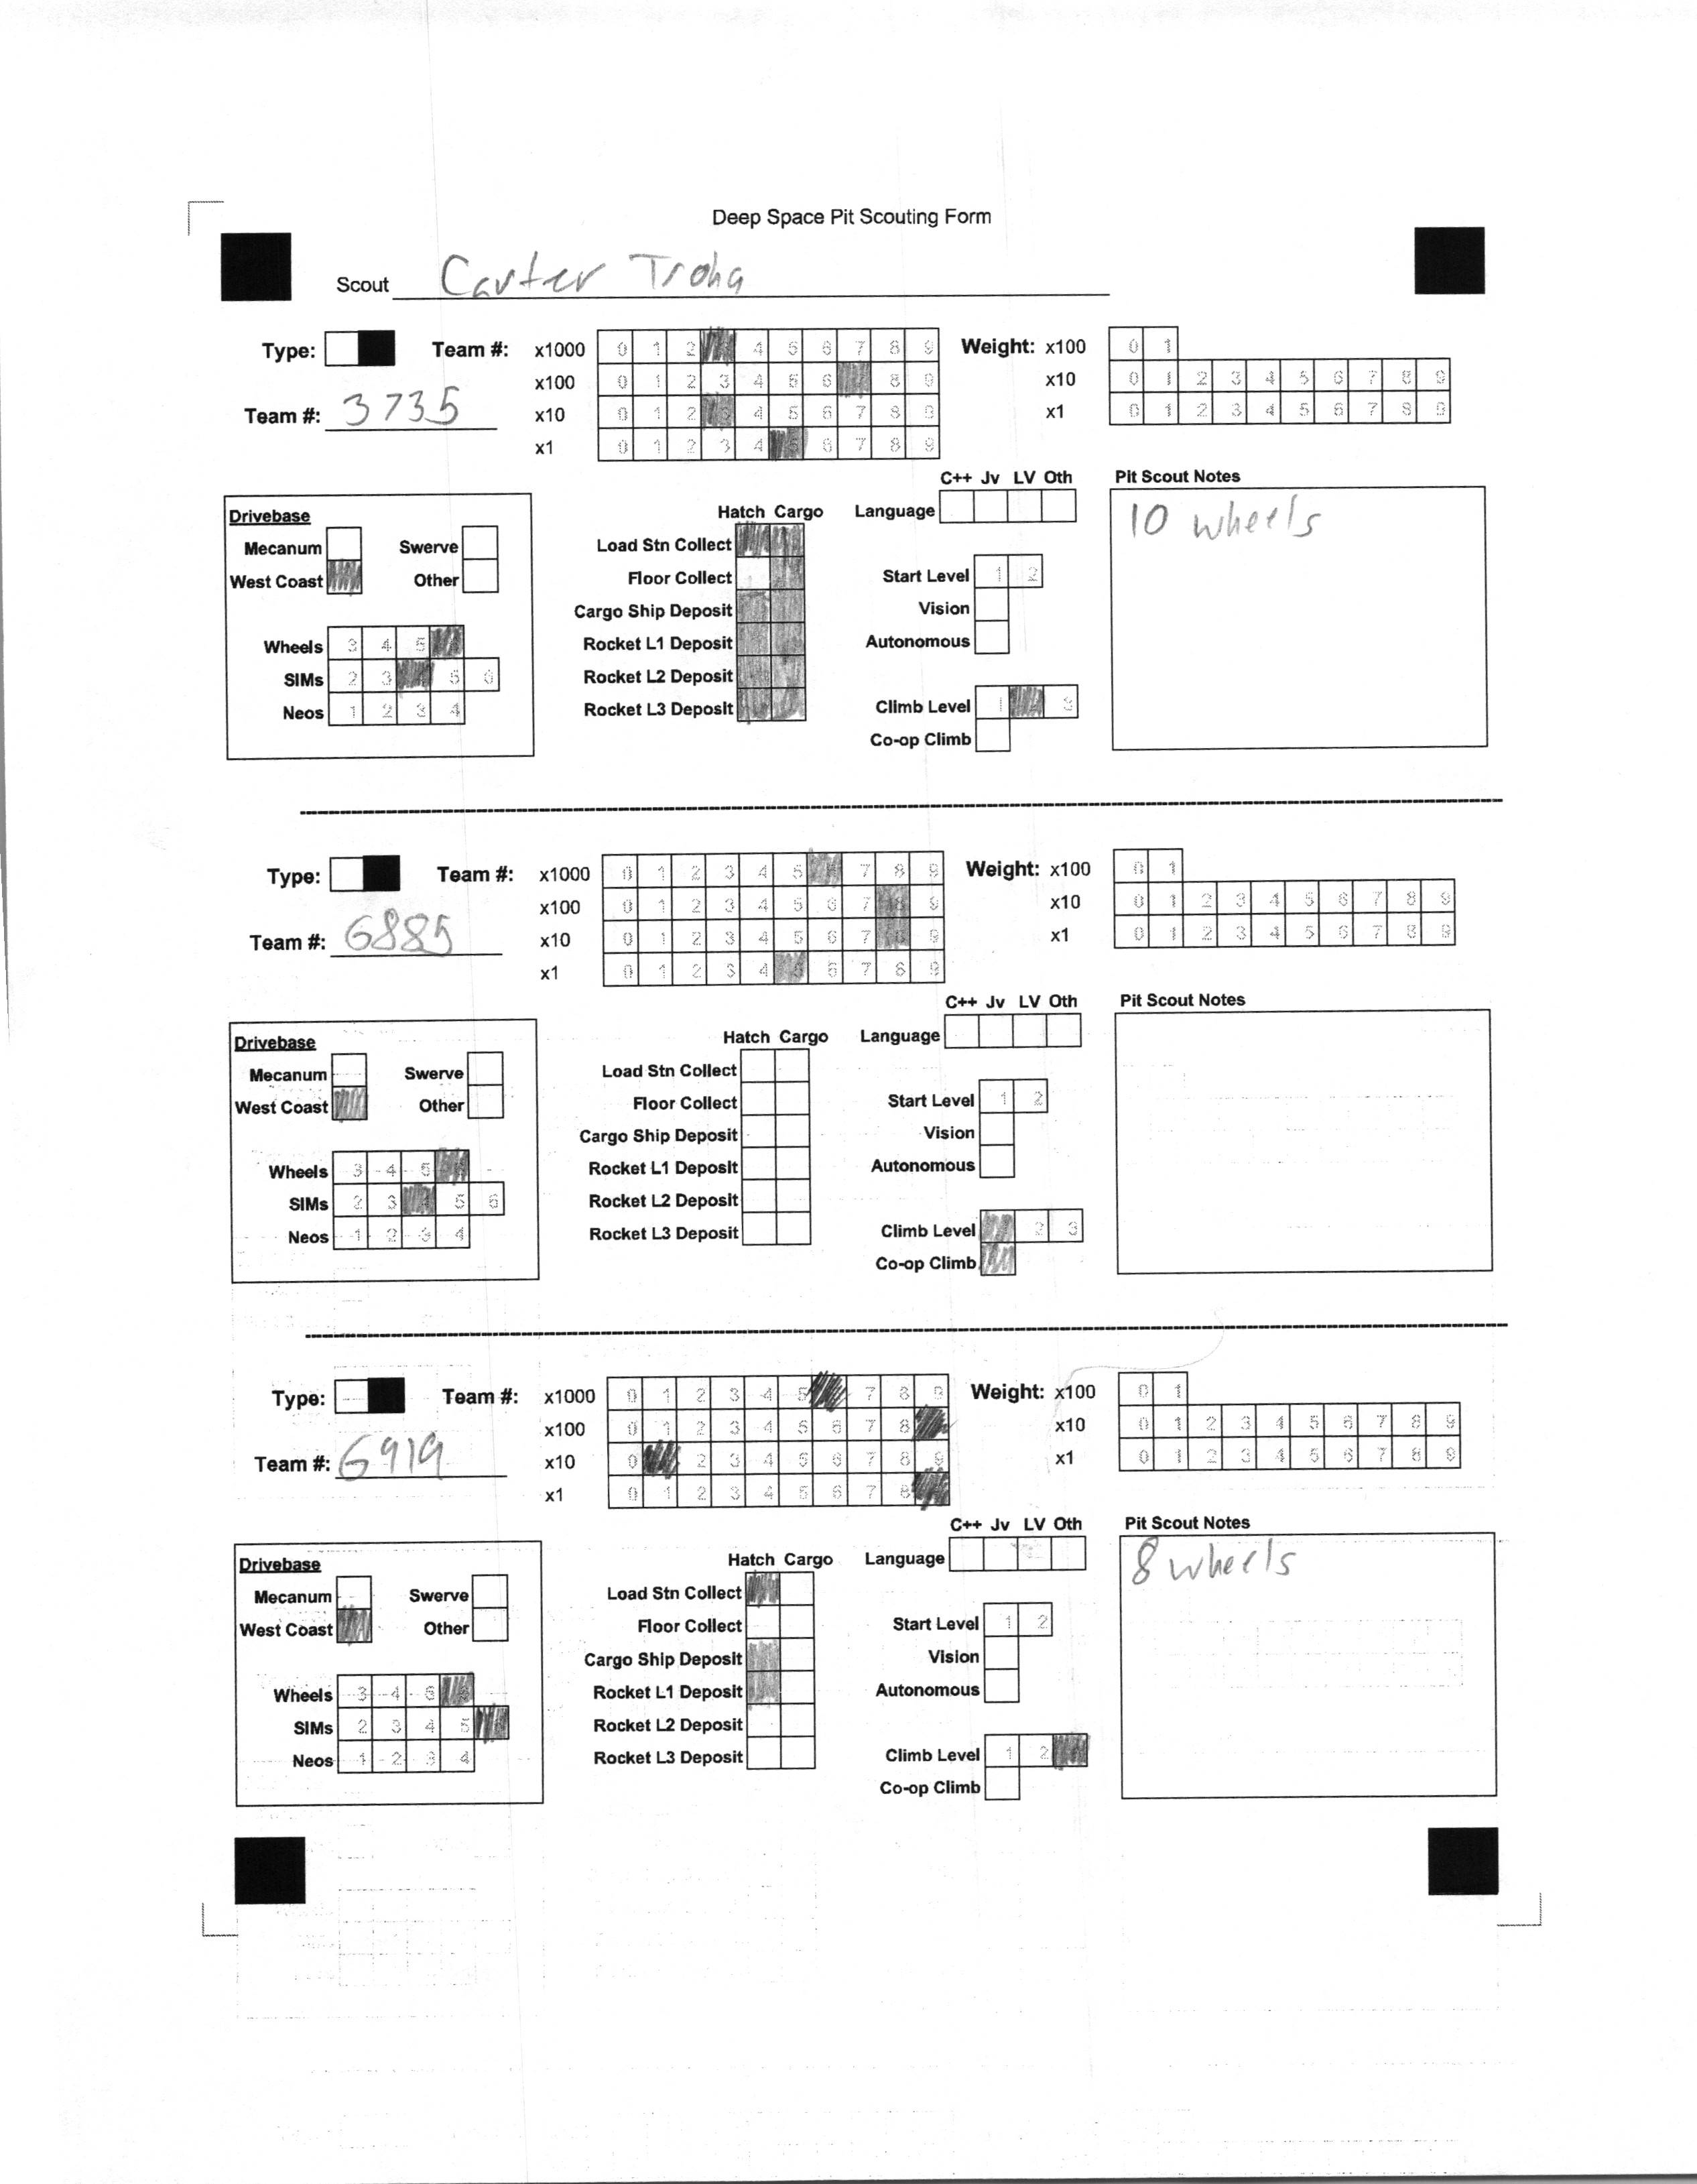 Deep Space Pit Scouting Form
Scout Carter Troha
Type: Team #: x1000 0 1 2 4 5 6 7 8 9 Weight: x100 0 1
x100 0 1 2 3 4 5 6 8 9 x10 0 1 2 3 4 5 6 7 8 9
Team #: 3735 x10 0 1 2 4 5 6 7 8 9 x1 0 1 2 3 4 5 6 7 8 9
x1 0 1 2 3 4 5 6 7 8 9
C++ Jv LV Oth Pit Scout Notes
Drivebase Hatch Cargo Language 10 wheels
Mecanum Swerve Load Stn Collect
West Coast Other Floor Collect Start Level 1 2
Cargo Ship Deposit Vision
Wheels 3 4 5 Rocket L1 Deposit Autonomous
SIMs 2 3 5 6 Rocket L2 Deposit
Neos 1 2 3 4 Rocket L3 Deposit Climb Level 1 3
Co-op Climb
Type: Team #: x1000 0 1 2 3 4 5 7 8 9 Weight: x100 0 1
x100 0 1 2 3 4 5 6 7 9 x10 0 1 2 3 4 5 6 7 8 9
Team #: 6885 x10 0 1 2 3 4 5 6 7 9 x1 0 1 2 3 4 5 6 7 8 9
x1 0 1 2 3 4 6 7 8 9
C++ Jv LV Oth Pit Scout Notes
Drivebase Hatch Cargo Language
Mecanum Swerve Load Stn Collect
West Coast Other Floor Collect Start Level 1 2
Cargo Ship Deposit Vision
Wheels 3 4 5 Rocket L1 Deposit Autonomous
SIMs 2 3 5 6 Rocket L2 Deposit
Neos 1 2 3 4 Rocket L3 Deposit Climb Level 2 3
Co-op Climb
Type: Team #: x1000 0 1 2 3 4 5 7 8 9 Weight: x100 0 1
x100 0 1 2 3 4 5 6 7 8 x10 0 1 2 3 4 5 6 7 8 9
Team #: 6919 x10 0 2 3 4 5 6 7 8 9 x1 0 1 2 3 4 5 6 7 8 9
x1 0 1 2 3 4 5 6 7 8
C++ Jv LV Oth Pit Scout Notes
Drivebase Hatch Cargo Language 8 wheels
Mecanum Swerve Load Stn Collect
West Coast Other Floor Collect Start Level 1 2
Cargo Ship Deposit Vision
Wheels 3 4 5 Rocket L1 Deposit Autonomous
SIMs 2 3 4 5 Rocket L2 Deposit
Neos 1 2 3 4 Rocket L3 Deposit Climb Level 1 2
Co-op Climb